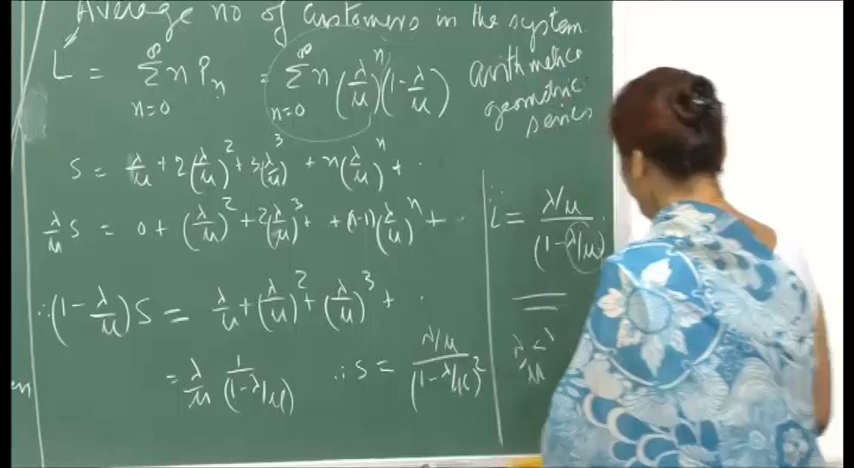 Average no of customers in the system
L = ∞ Σ n=0 n P_n = ∞ Σ n=0 n (λ/μ)^n (1 - λ/μ)
arithmetico
geometric
series
S = λ/μ + 2(λ/μ)^2 + 3(λ/μ)^3 + n(λ/μ)^n + .
λ/μ S = 0 + (λ/μ)^2 + 2(λ/μ)^3 + + (n-1)(λ/μ)^n + ..
∴ (1 - λ/μ) S = λ/μ + (λ/μ)^2 + (λ/μ)^3 + .
= λ/μ 1/(1-λ/μ) ∴ S = λ/μ/(1-λ/μ)^2
∴ L = λ/μ/(1-λ/μ)
λ/μ < 1